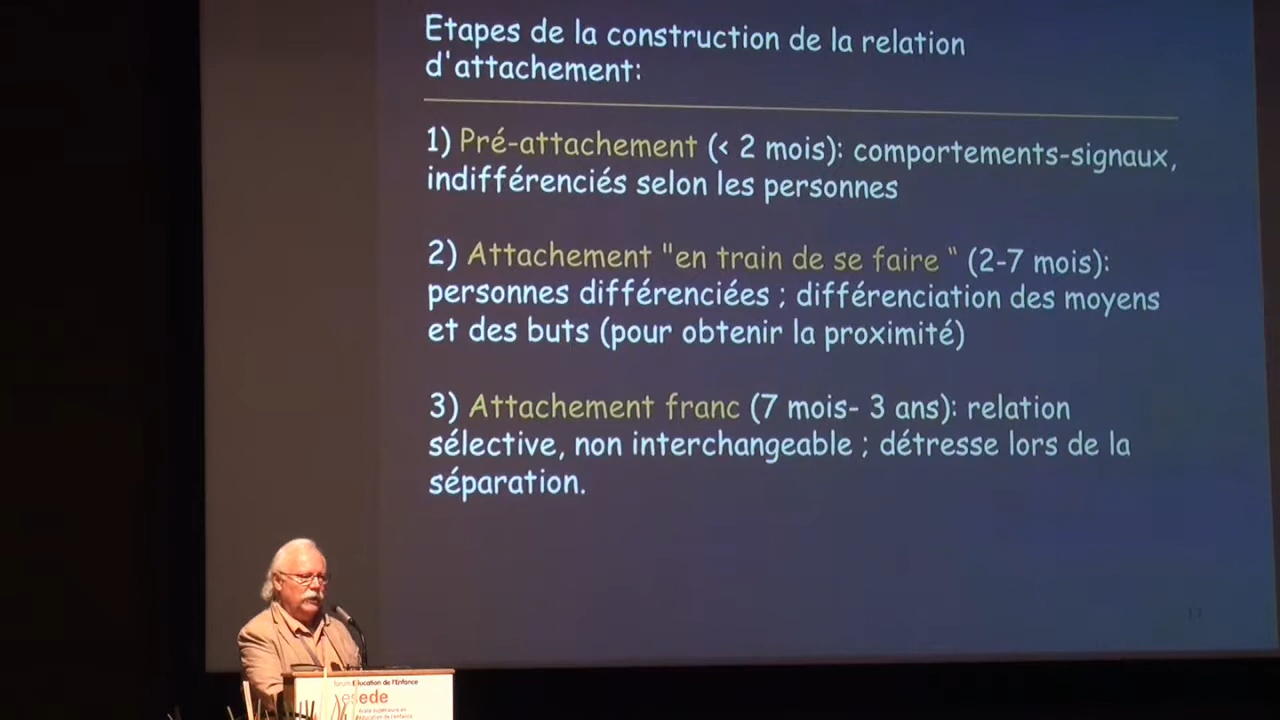 Etapes de la construction de la relation
d'attachement:
1) Pré-attachement (< 2 mois): comportements-signaux,
indifférenciés selon les personnes
2) Attachement "en train de se faire “ (2-7 mois):
personnes différenciées ; différenciation des moyens
et des buts (pour obtenir la proximité)
3) Attachement franc (7 mois- 3 ans): relation
sélective, non interchangeable ; détresse lors de la
séparation.
forum Education de l'Enfance
esede
école supérieure en
éducation de l'enfance